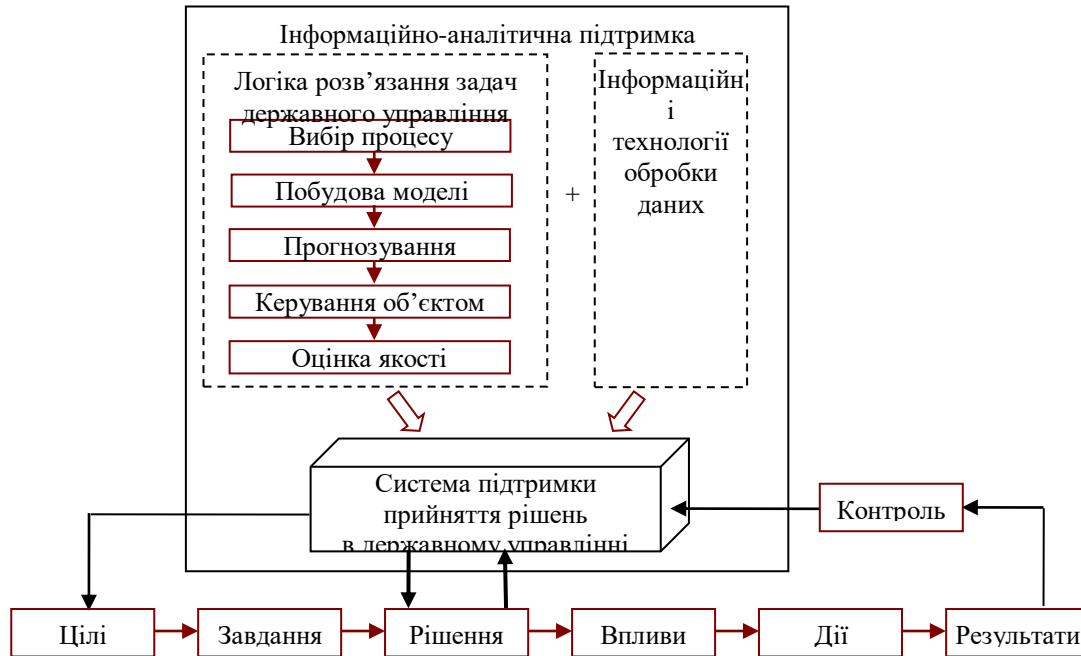 Інформаційно-аналітична підтримка
Логіка розв’язання задач
державного управління
Вибір процесу
Побудова моделі
Прогнозування
Керування об’єктом
Оцінка якості
+
Інформаційн
і
технології
обробки
даних
Система підтримки
прийняття рішень
в державному управлінні
Контроль
Цілі
Завдання
Рішення
Впливи
Дії
Результати